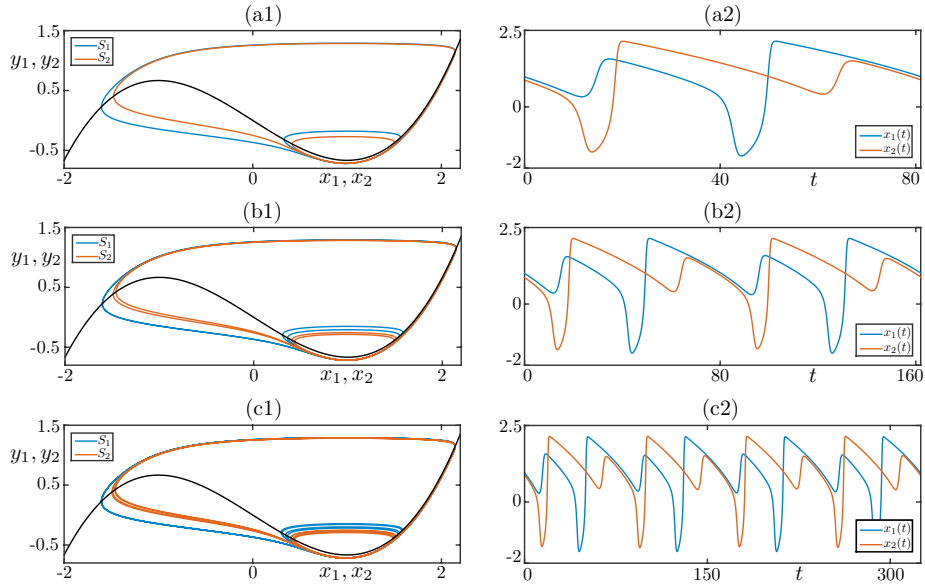 (a1)
1.5
y₁, y₂
0.5
-0.5
-2
0
x₁, x₂
2
S₁
S₂
(a2)
2.5
0
-2
0
40
t
80
x₁(t)
x₂(t)
(b1)
1.5
y₁, y₂
0.5
-0.5
-2
0
x₁, x₂
2
S₁
S₂
(b2)
2.5
0
-2
0
80
t
160
x₁(t)
x₂(t)
(c1)
1.5
y₁, y₂
0.5
-0.5
-2
0
x₁, x₂
2
S₁
S₂
(c2)
2.5
0
-2
0
150
t
300
x₁(t)
x₂(t)